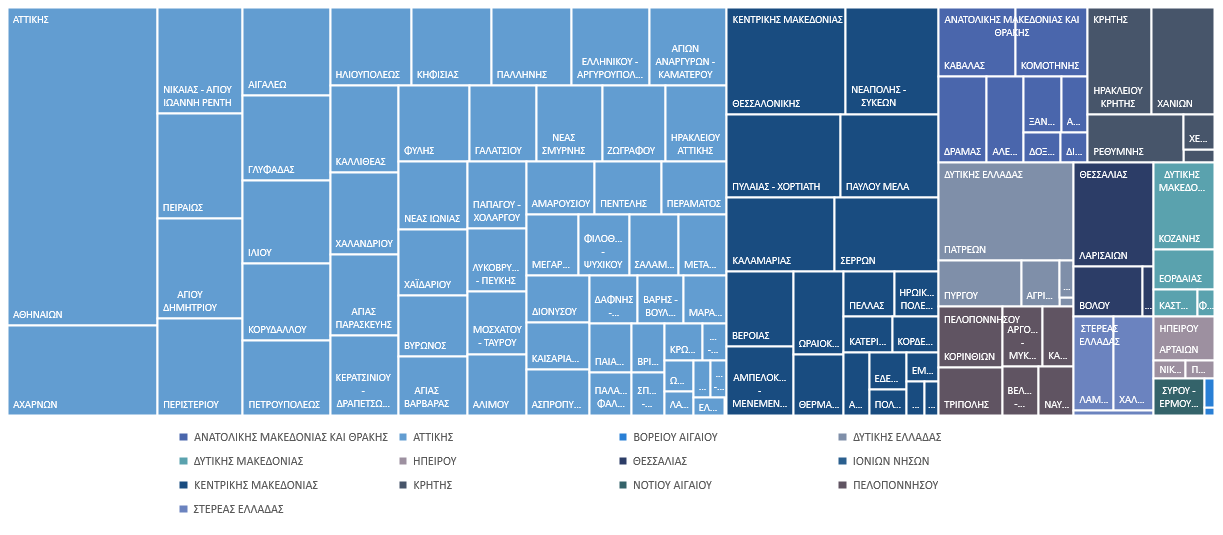 ΑΤΤΙΚΗΣ
ΑΘΗΝΑΙΩΝ
ΑΧΑΡΝΩΝ
ΝΙΚΑΙΑΣ - ΑΓΙΟΥ
ΙΩΑΝΝΗ ΡΕΝΤΗ
ΠΕΙΡΑΙΩΣ
ΑΓΙΟΥ
ΔΗΜΗΤΡΙΟΥ
ΠΕΡΙΣΤΕΡΙΟΥ
ΑΙΓΑΛΕΩ
ΓΛΥΦΑΔΑΣ
ΙΛΙΟΥ
ΚΟΡΥΔΑΛΛΟΥ
ΠΕΤΡΟΥΠΟΛΕΩΣ
ΗΛΙΟΥΠΟΛΕΩΣ
ΚΗΦΙΣΙΑΣ
ΠΑΛΛΗΝΗΣ
ΕΛΛΗΝΙΚΟΥ -
ΑΡΓΥΡΟΥΠΟΛ...
ΑΓΙΩΝ
ΑΝΑΡΓΥΡΩΝ -
ΚΑΜΑΤΕΡΟΥ
ΚΑΛΛΙΘΕΑΣ
ΧΑΛΑΝΔΡΙΟΥ
ΑΓΙΑΣ
ΠΑΡΑΣΚΕΥΗΣ
ΚΕΡΑΤΣΙΝΙΟΥ
-
ΔΡΑΠΕΤΣΩ...
ΦΥΛΗΣ
ΓΑΛΑΤΣΙΟΥ
ΝΕΑΣ
ΣΜΥΡΝΗΣ
ΖΩΓΡΑΦΟΥ
ΗΡΑΚΛΕΙΟΥ
ΑΤΤΙΚΗΣ
ΝΕΑΣ ΙΩΝΙΑΣ
ΧΑΪΔΑΡΙΟΥ
ΒΥΡΩΝΟΣ
ΑΓΙΑΣ
ΒΑΡΒΑΡΑΣ
ΠΑΠΑΓΟΥ -
ΧΟΛΑΡΓΟΥ
ΛΥΚΟΒΡΥ...
- ΠΕΥΚΗΣ
ΜΟΣΧΑΤΟΥ
- ΤΑΥΡΟΥ
ΑΛΙΜΟΥ
ΑΜΑΡΟΥΣΙΟΥ
ΠΕΝΤΕΛΗΣ
ΠΕΡΑΜΑΤΟΣ
ΜΕΓΑΡ...
ΦΙΛΟΘ...
-
ΨΥΧΙΚΟΥ
ΣΑΛΑΜ...
ΜΕΤΑ...
ΔΙΟΝΥΣΟΥ
ΚΑΙΣΑΡΙΑ...
ΑΣΠΡΟΠΥ...
ΔΑΦΝΗΣ
-...
ΒΑΡΗΣ -
ΒΟΥΛ...
ΜΑΡΑ...
ΠΑΙΑ...
ΒΡΙ...
ΚΡΩ...
...
-...
ΠΑΛΑ...
ΦΑΛ...
ΣΠ...
-...
Ω...
...
...
-...
ΛΑ...
ΕΛ...
ΚΕΝΤΡΙΚΗΣ ΜΑΚΕΔΟΝΙΑΣ
ΘΕΣΣΑΛΟΝΙΚΗΣ
ΝΕΑΠΟΛΗΣ -
ΣΥΚΕΩΝ
ΠΥΛΑΙΑΣ - ΧΟΡΤΙΑΤΗ
ΠΑΥΛΟΥ ΜΕΛΑ
ΚΑΛΑΜΑΡΙΑΣ
ΣΕΡΡΩΝ
ΒΕΡΟΙΑΣ
ΑΜΠΕΛΟΚ...
-
ΜΕΝΕΜΕΝ...
ΩΡΑΙΟΚ...
ΘΕΡΜΑ...
ΠΕΛΛΑΣ
ΗΡΩΙΚ...
ΠΟΛΕ...
ΚΑΤΕΡΙ...
ΚΟΡΔΕ...
Α...
ΕΔΕ...
ΕΜ...
ΠΟΛ...
...
...
ΑΝΑΤΟΛΙΚΗΣ ΜΑΚΕΔΟΝΙΑΣ ΚΑΙ
ΘΡΑΚΗΣ
ΚΑΒΑΛΑΣ
ΚΟΜΟΤΗΝΗΣ
ΔΡΑΜΑΣ
ΑΛΕ...
ΞΑΝ...
Α...
ΔΟΞ...
ΔΙ...
ΚΡΗΤΗΣ
ΗΡΑΚΛΕΙΟΥ
ΚΡΗΤΗΣ
ΧΑΝΙΩΝ
ΡΕΘΥΜΝΗΣ
ΧΕ...
ΔΥΤΙΚΗΣ ΕΛΛΑΔΑΣ
ΠΑΤΡΕΩΝ
ΠΥΡΓΟΥ
ΑΓΡΙ...
...
ΘΕΣΣΑΛΙΑΣ
ΛΑΡΙΣΑΙΩΝ
ΒΟΛΟΥ
...
ΔΥΤΙΚΗΣ
ΜΑΚΕΔΟ...
ΚΟΖΑΝΗΣ
ΕΟΡΔΑΙΑΣ
ΚΑΣΤ...
Φ...
ΠΕΛΟΠΟΝΝΗΣΟΥ
ΚΟΡΙΝΘΙΩΝ
ΑΡΓΟ...
-
ΜΥΚ...
ΚΑ...
ΤΡΙΠΟΛΗΣ
ΒΕΛ...
-...
ΝΑΥ...
ΣΤΕΡΕΑΣ
ΕΛΛΑΔΑΣ
ΛΑΜ...
ΧΑΛ...
ΗΠΕΙΡΟΥ
ΑΡΤΑΙΩΝ
ΝΙΚ...
Π...
ΣΥΡΟΥ -
ΕΡΜΟΥ...
ΑΝΑΤΟΛΙΚΗΣ ΜΑΚΕΔΟΝΙΑΣ ΚΑΙ ΘΡΑΚΗΣ
ΑΤΤΙΚΗΣ
ΒΟΡΕΙΟΥ ΑΙΓΑΙΟΥ
ΔΥΤΙΚΗΣ ΕΛΛΑΔΑΣ
ΔΥΤΙΚΗΣ ΜΑΚΕΔΟΝΙΑΣ
ΗΠΕΙΡΟΥ
ΘΕΣΣΑΛΙΑΣ
ΙΟΝΙΩΝ ΝΗΣΩΝ
ΚΕΝΤΡΙΚΗΣ ΜΑΚΕΔΟΝΙΑΣ
ΚΡΗΤΗΣ
ΝΟΤΙΟΥ ΑΙΓΑΙΟΥ
ΠΕΛΟΠΟΝΝΗΣΟΥ
ΣΤΕΡΕΑΣ ΕΛΛΑΔΑΣ